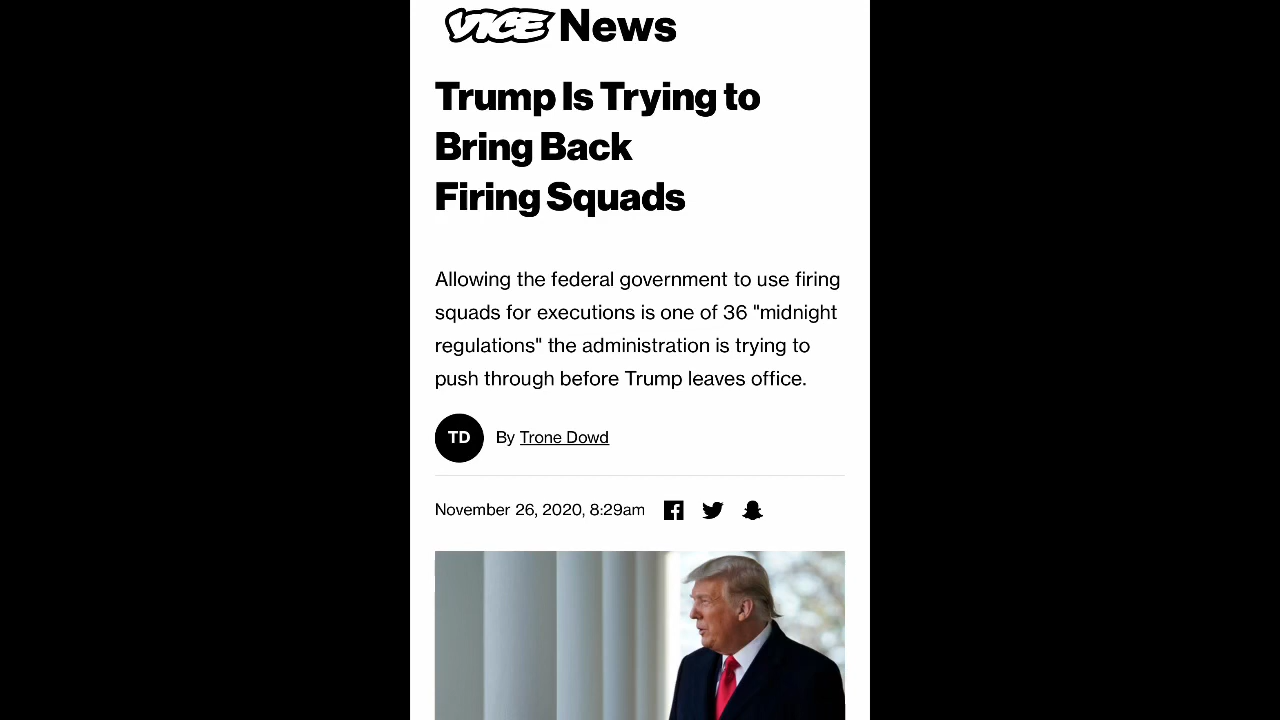 VICE News
Trump Is Trying to
Bring Back
Firing Squads
Allowing the federal government to use firing
squads for executions is one of 36 "midnight
regulations" the administration is trying to
push through before Trump leaves office.
TD By Trone Dowd
November 26, 2020, 8:29am